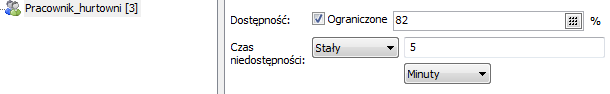 Pracownik_hurtowni [3]
Dostępność: Ograniczone 82 %
Czas niedostępności: Stały 5
Minuty